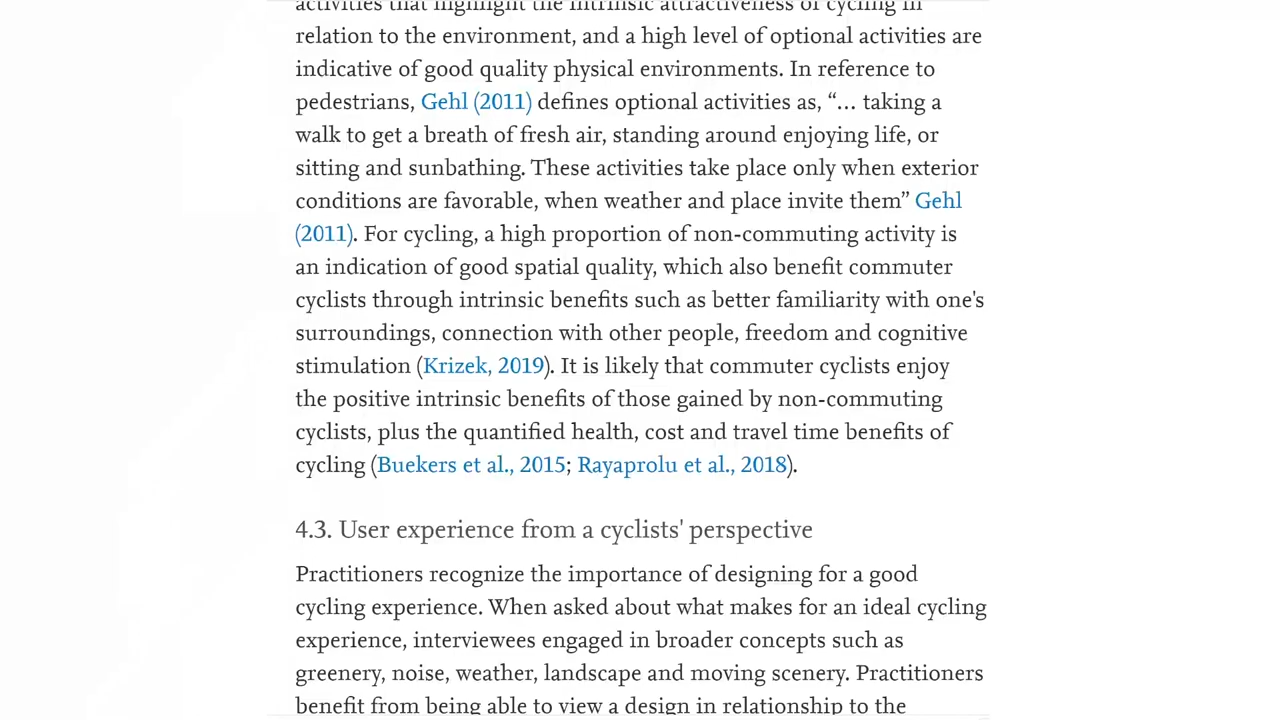 activities that highlight the intrinsic attractiveness of cycling in
relation to the environment, and a high level of optional activities are
indicative of good quality physical environments. In reference to
pedestrians, Gehl (2011) defines optional activities as, “… taking a
walk to get a breath of fresh air, standing around enjoying life, or
sitting and sunbathing. These activities take place only when exterior
conditions are favorable, when weather and place invite them” Gehl
(2011). For cycling, a high proportion of non-commuting activity is
an indication of good spatial quality, which also benefit commuter
cyclists through intrinsic benefits such as better familiarity with one's
surroundings, connection with other people, freedom and cognitive
stimulation (Krizek, 2019). It is likely that commuter cyclists enjoy
the positive intrinsic benefits of those gained by non-commuting
cyclists, plus the quantified health, cost and travel time benefits of
cycling (Buekers et al., 2015; Rayaprolu et al., 2018).
4.3. User experience from a cyclists' perspective
Practitioners recognize the importance of designing for a good
cycling experience. When asked about what makes for an ideal cycling
experience, interviewees engaged in broader concepts such as
greenery, noise, weather, landscape and moving scenery. Practitioners
benefit from being able to view a design in relationship to the